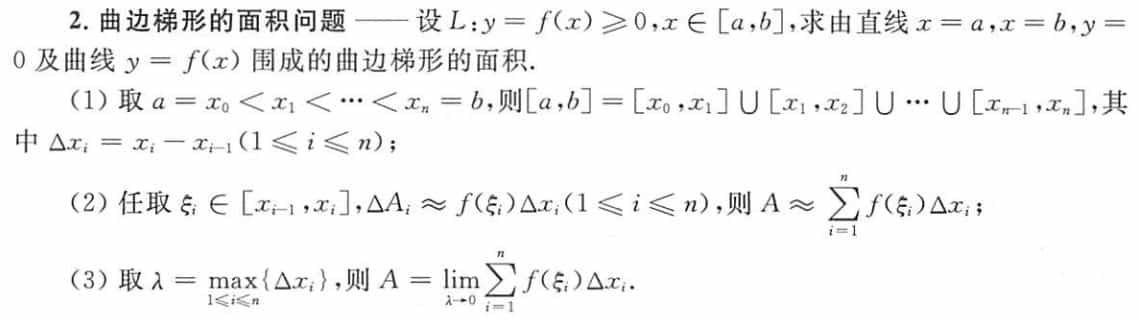 2. 曲边梯形的面积问题 —— 设 L:y = f(x) ⩾ 0,x ∈ [a,b],求由直线 x = a,x = b,y =
0 及曲线 y = f(x) 围成的曲边梯形的面积.
(1) 取 a = x₀ < x₁ < ⋯ < xₙ = b,则[a,b] = [x₀,x₁] ∪ [x₁,x₂] ∪ ⋯ ∪ [xₙ₋₁,xₙ],其
中 Δxᵢ = xᵢ − xᵢ₋₁(1 ⩽ i ⩽ n);
(2) 任取 ξᵢ ∈ [xᵢ₋₁,xᵢ],ΔAᵢ ≈ f(ξᵢ)Δxᵢ(1 ⩽ i ⩽ n),则 A ≈ ∑_{i=1}^{n} f(ξᵢ)Δxᵢ;
(3) 取 λ = max_{1⩽i⩽n}{Δxᵢ},则 A = lim_{λ→0} ∑_{i=1}^{n} f(ξᵢ)Δxᵢ.